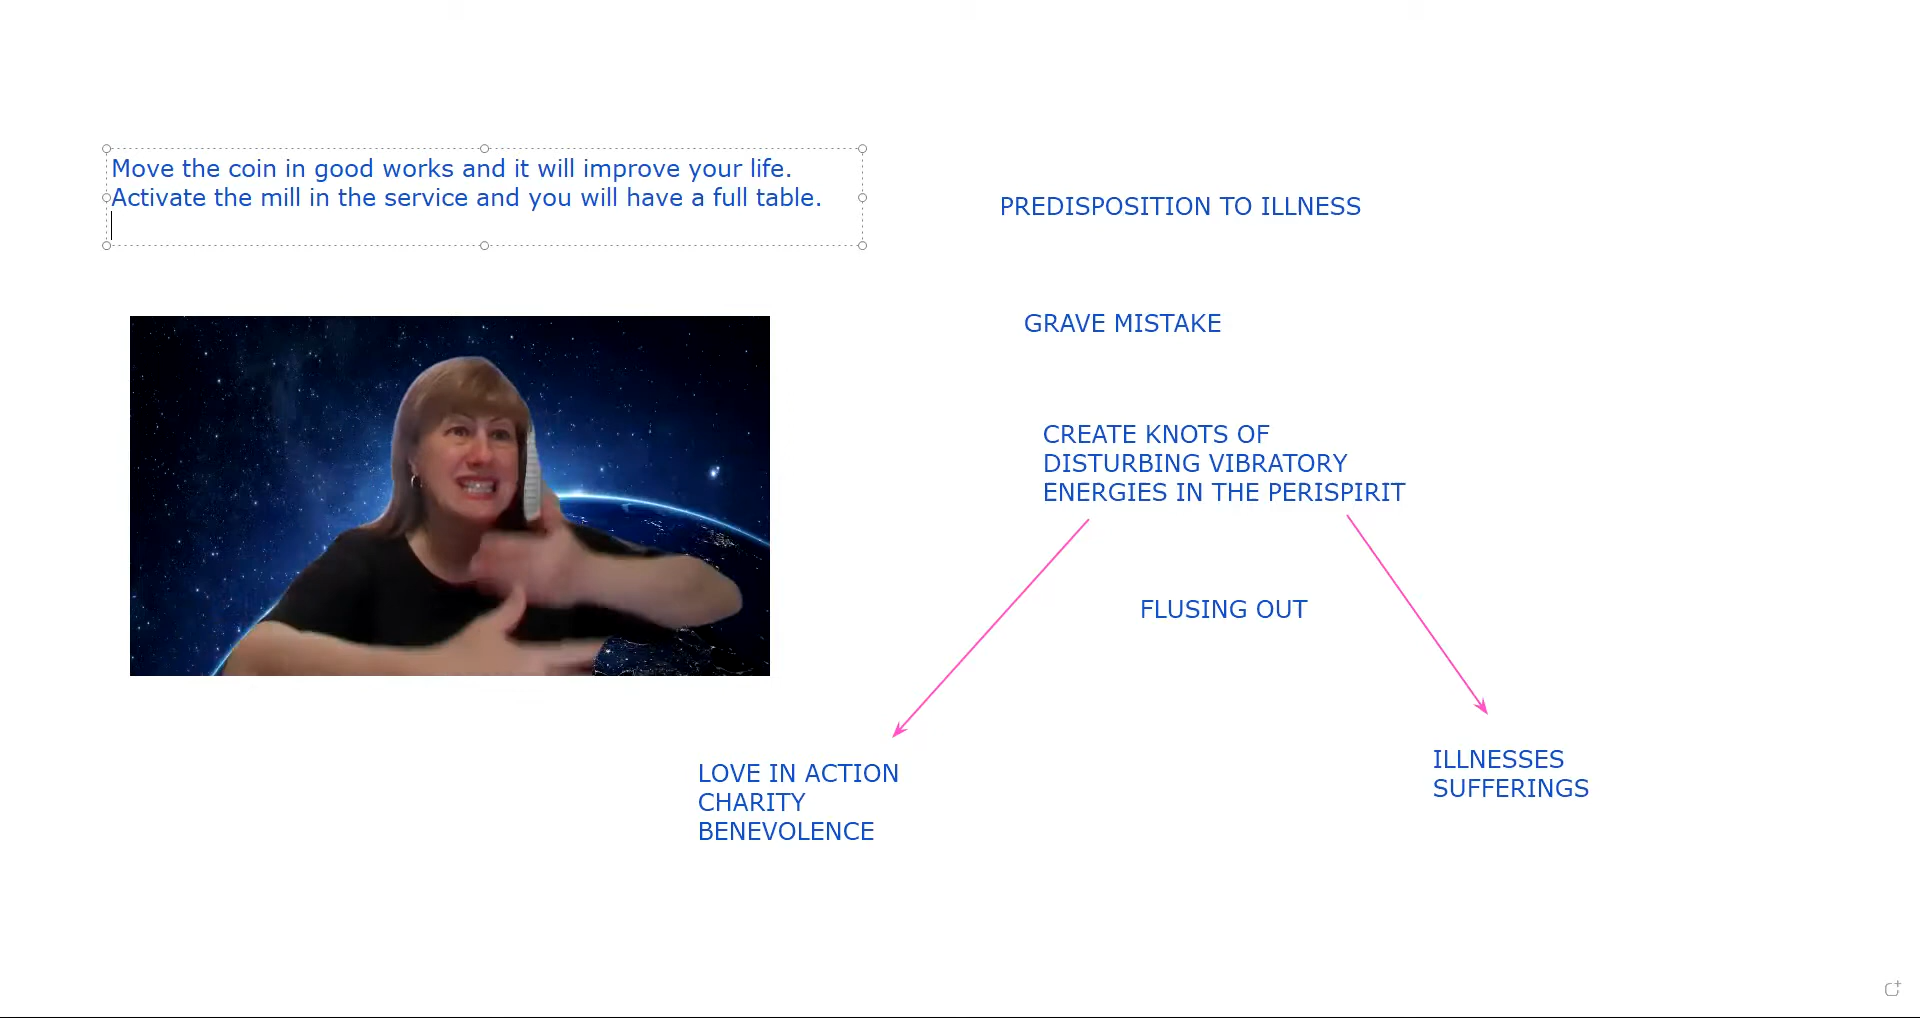 Move the coin in good works and it will improve your life.
Activate the mill in the service and you will have a full table.
PREDISPOSITION TO ILLNESS
GRAVE MISTAKE
CREATE KNOTS OF
DISTURBING VIBRATORY
ENERGIES IN THE PERISPIRIT
FLUSING OUT
LOVE IN ACTION
CHARITY
BENEVOLENCE
ILLNESSES
SUFFERINGS